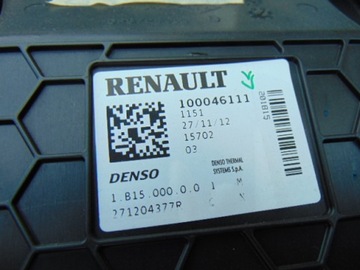 RENAULT
100046111
1151
27/11/12
15702
03
DENSO
DENSO THERMAL
SYSTEMS S.p.A.
1.B15.000.0.0 1 M
271204377R N
201815